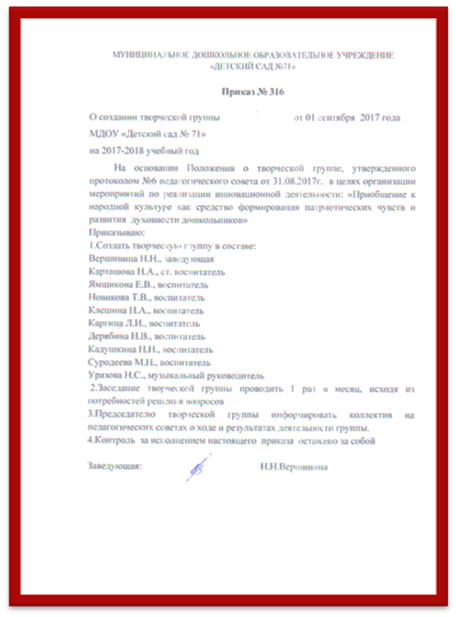 МУНИЦИПАЛЬНОЕ ДОШКОЛЬНОЕ ОБРАЗОВАТЕЛЬНОЕ УЧРЕЖДЕНИЕ
«ДЕТСКИЙ САД №71»
Приказ № 316
О создании творческой группы от 01 сентября 2017 года
МДОУ «Детский сад № 71»
на 2017-2018 учебный год
На основании Положения о творческой группе, утвержденного
протоколом №6 педагогического совета от 31.08.2017г. в целях организации
мероприятий по реализации инновационной деятельности: «Приобщение к
народной культуре как средство формирования патриотических чувств и
развития духовности дошкольников»
Приказываю:
1.Создать творческую группу в составе:
Вершинина Н.Н., заведующая
Карташова Н.А., ст. воспитатель
Ямщикова Е.В., воспитатель
Новикова Т.В., воспитатель
Клешина Н.А., воспитатель
Каргина Л.И., воспитатель
Дерябина Н.В., воспитатель
Кадушкина Н.Н., воспитатель
Суродеева М.Н., воспитатель
Уразова Н.С., музыкальный руководитель
2.Заседание творческой группы проводить 1 раз в месяц, исходя из
потребностей решения вопросов
3.Председателю творческой группы информировать коллектив на
педагогических советах о ходе и результатах деятельности группы.
4.Контроль за исполнением настоящего приказа оставляю за собой
Заведующая: Н.Н.Вершинина